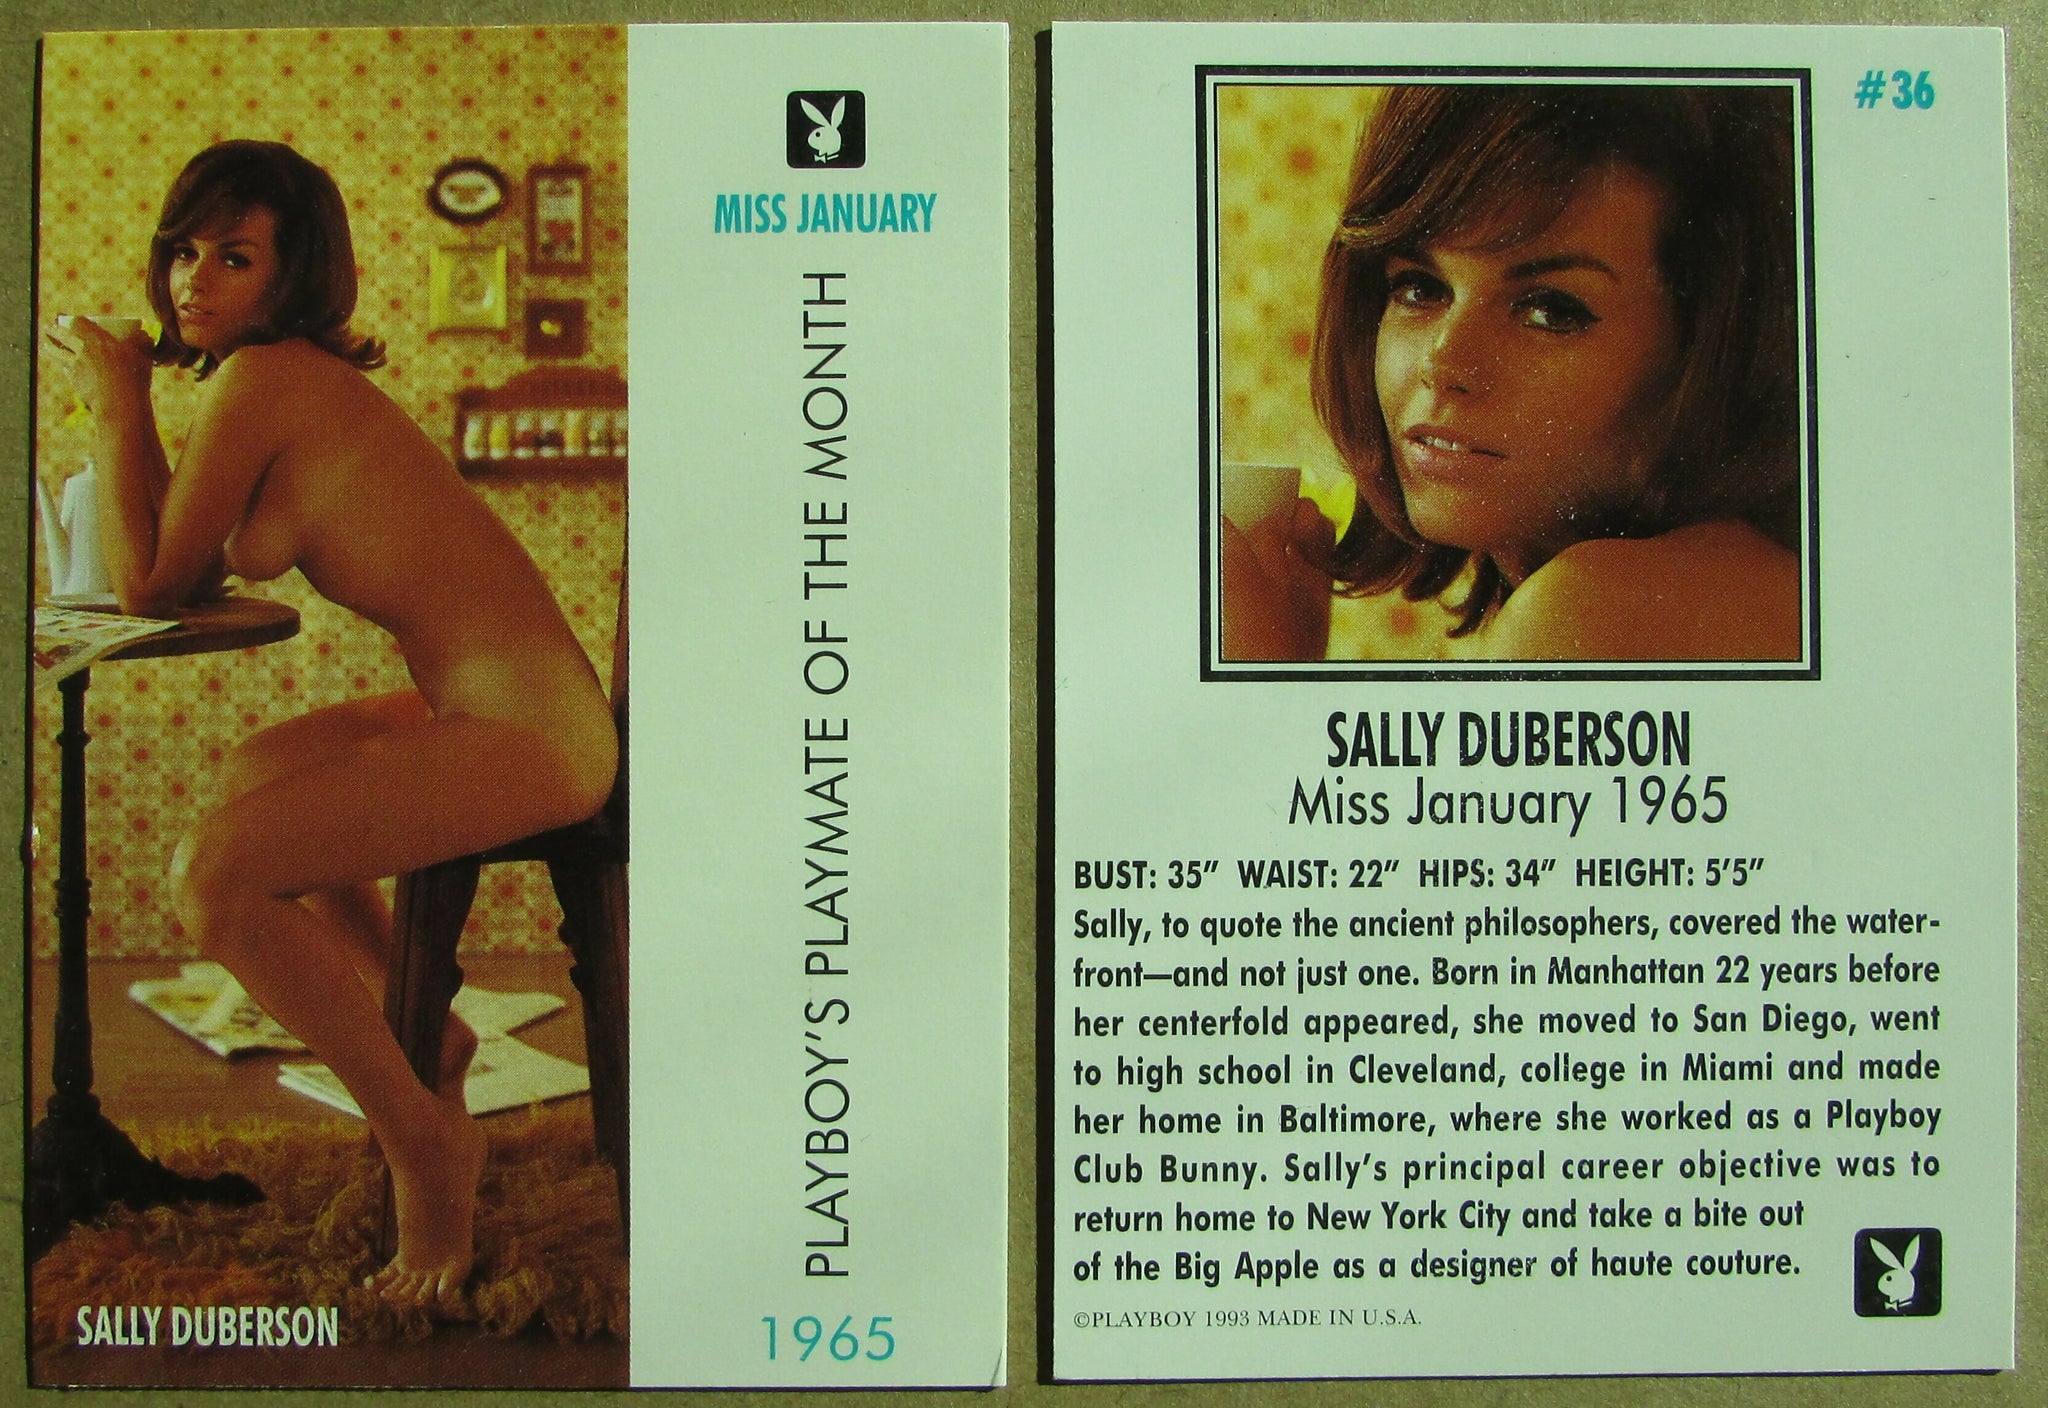 MISS JANUARY
PLAYBOY'S PLAYMATE OF THE MONTH
1965
SALLY DUBERSON
#36
SALLY DUBERSON
Miss January 1965
BUST: 35" WAIST: 22" HIPS: 34" HEIGHT: 5'5"
Sally, to quote the ancient philosophers, covered the water-
front—and not just one. Born in Manhattan 22 years before
her centerfold appeared, she moved to San Diego, went
to high school in Cleveland, college in Miami and made
her home in Baltimore, where she worked as a Playboy
Club Bunny. Sally's principal career objective was to
return home to New York City and take a bite out
of the Big Apple as a designer of haute couture.
©PLAYBOY 1993 MADE IN U.S.A.